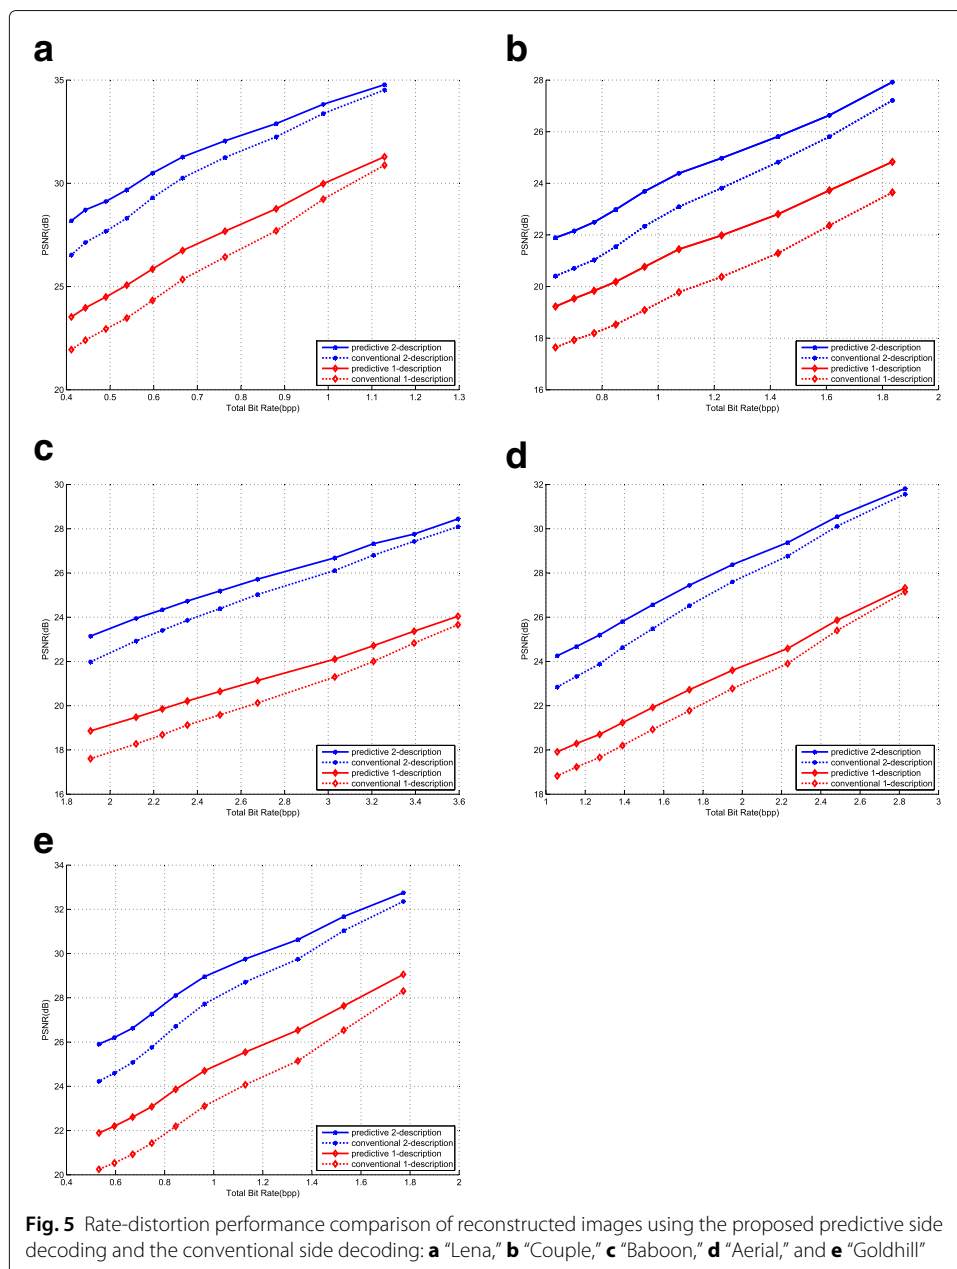 a
35
30
25
20
PSNR(dB)
0.4 0.5 0.6 0.7 0.8 0.9 1 1.1 1.2 1.3
Total Bit Rate(bpp)
predictive 2-description
conventional 2-description
predictive 1-description
conventional 1-description
b
28
26
24
22
20
18
16
PSNR(dB)
0.8 1 1.2 1.4 1.6 1.8 2
Total Bit Rate(bpp)
predictive 2-description
conventional 2-description
predictive 1-description
conventional 1-description
c
30
28
26
24
22
20
18
16
PSNR(dB)
1.8 2 2.2 2.4 2.6 2.8 3 3.2 3.4 3.6
Total Bit Rate(bpp)
predictive 2-description
conventional 2-description
predictive 1-description
conventional 1-description
d
32
30
28
26
24
22
20
18
PSNR(dB)
1 1.2 1.4 1.6 1.8 2 2.2 2.4 2.6 2.8 3
Total Bit Rate(bpp)
predictive 2-description
conventional 2-description
predictive 1-description
conventional 1-description
e
34
32
30
28
26
24
22
20
PSNR(dB)
0.4 0.6 0.8 1 1.2 1.4 1.6 1.8 2
Total Bit Rate(bpp)
predictive 2-description
conventional 2-description
predictive 1-description
conventional 1-description
Fig. 5 Rate-distortion performance comparison of reconstructed images using the proposed predictive side
decoding and the conventional side decoding: a “Lena,” b “Couple,” c “Baboon,” d “Aerial,” and e “Goldhill”